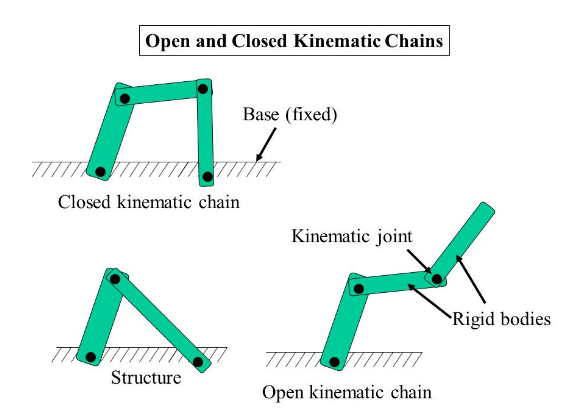 Open and Closed Kinematic Chains
Base (fixed)
Closed kinematic chain
Kinematic joint
Rigid bodies
Structure
Open kinematic chain